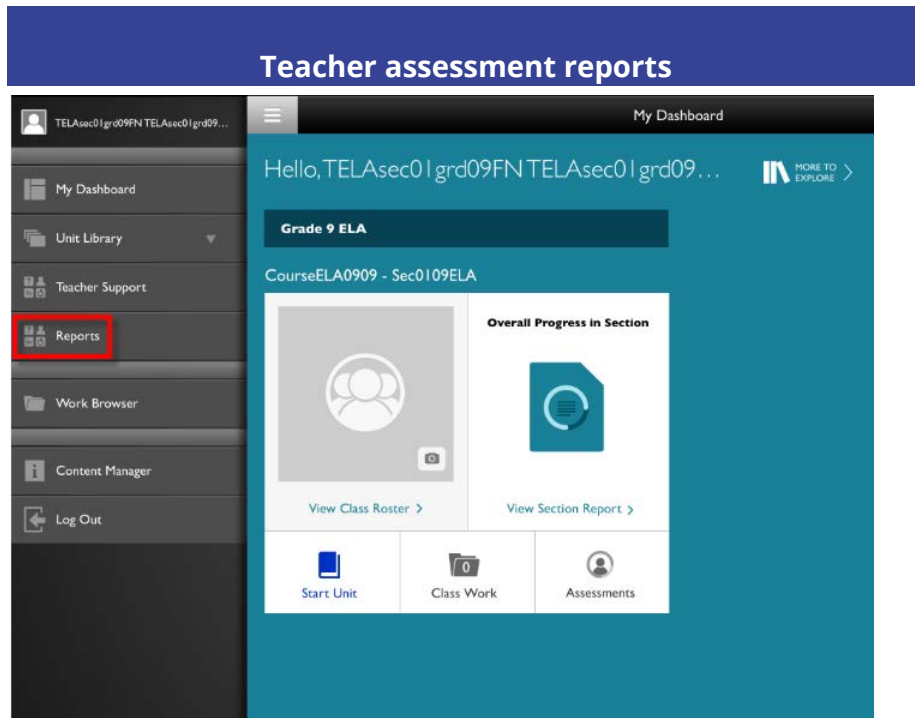 Teacher assessment reports
TELAsec01grd09FN TELAsec01grd09...
My Dashboard
Unit Library
Teacher Support
Reports
Work Browser
Content Manager
Log Out
My Dashboard
Hello, TELAsec01grd09FN TELAsec01grd09...
MORE TO
EXPLORE
Grade 9 ELA
CourseELA0909 - Sec0109ELA
Overall Progress in Section
View Class Roster >
View Section Report >
Start Unit
0
Class Work
Assessments